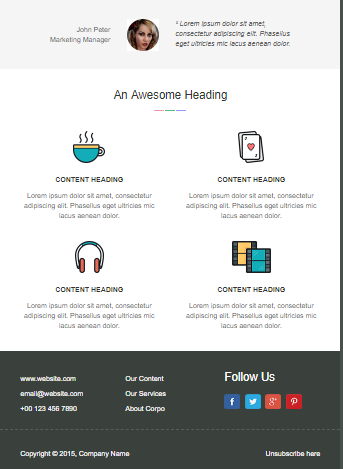 John Peter
Marketing Manager
" Lorem ipsum dolor sit amet,
consectetur adipiscing elit. Phasellus
eget ultricies mic lacus aenean dolor.
An Awesome Heading
CONTENT HEADING
Lorem ipsum dolor sit amet, consectetur
adipiscing elit. Phasellus eget ultricies mic
lacus aenean dolor.
CONTENT HEADING
Lorem ipsum dolor sit amet, consectetur
adipiscing elit. Phasellus eget ultricies mic
lacus aenean dolor.
CONTENT HEADING
Lorem ipsum dolor sit amet, consectetur
adipiscing elit. Phasellus eget ultricies mic
lacus aenean dolor.
CONTENT HEADING
Lorem ipsum dolor sit amet, consectetur
adipiscing elit. Phasellus eget ultricies mic
lacus aenean dolor.
www.website.com
email@website.com
+00 123 456 7890
Our Content
Our Services
About Corpo
Follow Us
Copyright © 2015, Company Name
Unsubscribe here